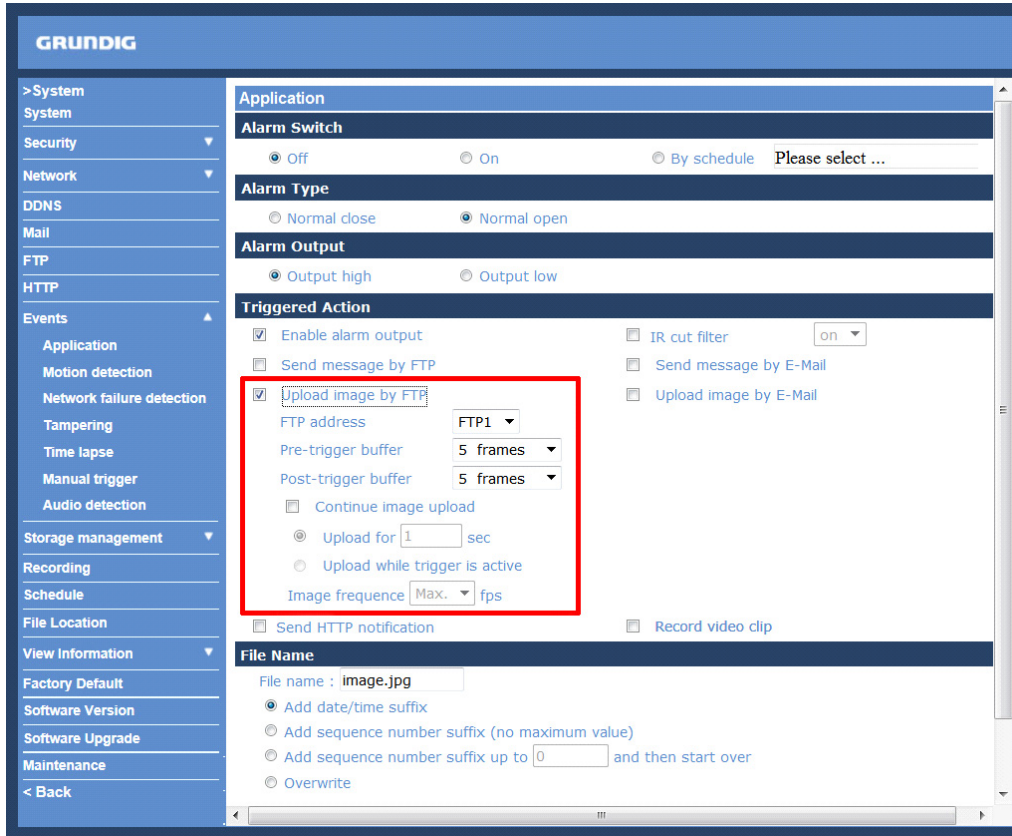 GRUNDIG
>System
System
Security
Network
DDNS
Mail
FTP
HTTP
Events
Application
Motion detection
Network failure detection
Tampering
Time lapse
Manual trigger
Audio detection
Storage management
Recording
Schedule
File Location
View Information
Factory Default
Software Version
Software Upgrade
Maintenance
< Back
Application
Alarm Switch
Off On By schedule Please select ...
Alarm Type
Normal close Normal open
Alarm Output
Output high Output low
Triggered Action
Enable alarm output IR cut filter on
Send message by FTP Send message by E-Mail
Upload image by FTP Upload image by E-Mail
FTP address FTP1
Pre-trigger buffer 5 frames
Post-trigger buffer 5 frames
Continue image upload
Upload for 1 sec
Upload while trigger is active
Image frequence Max. fps
Send HTTP notification Record video clip
File Name
File name : image.jpg
Add date/time suffix
Add sequence number suffix (no maximum value)
Add sequence number suffix up to 0 and then start over
Overwrite